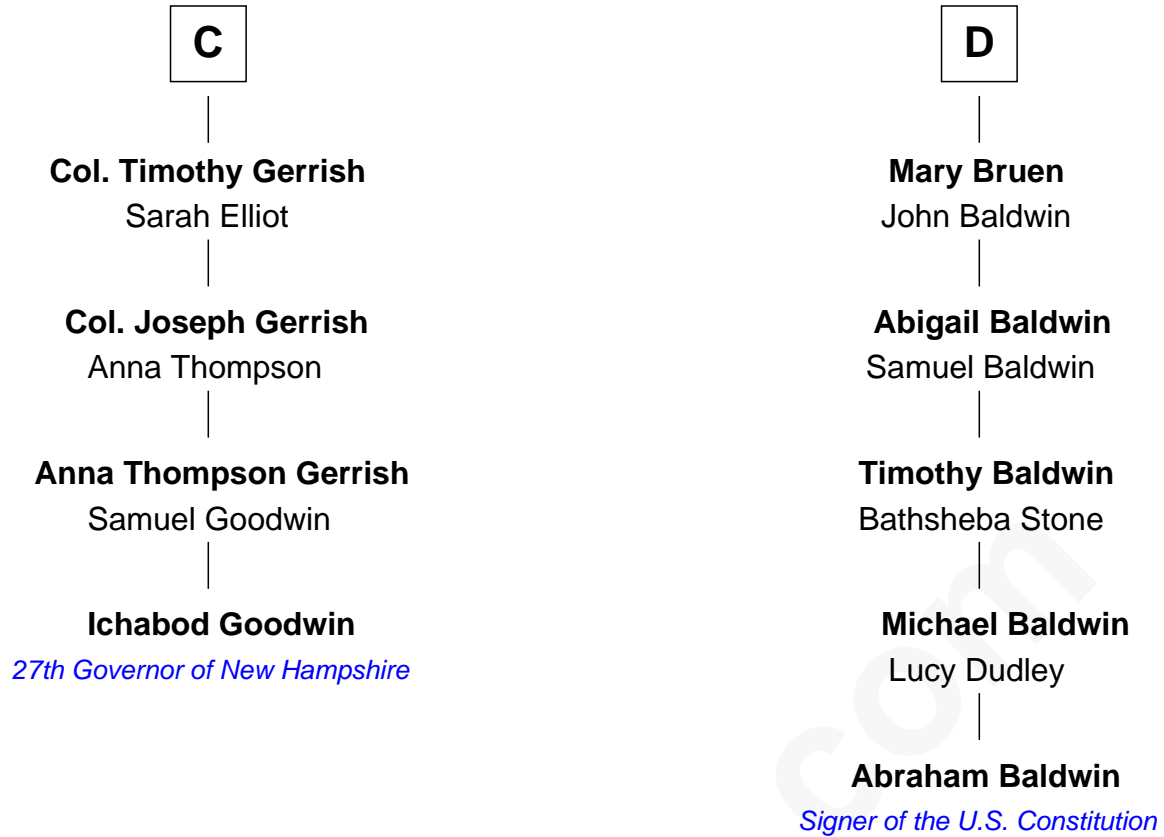 C
Col. Timothy Gerrish
Sarah Elliot
Col. Joseph Gerrish
Anna Thompson
Anna Thompson Gerrish
Samuel Goodwin
Ichabod Goodwin
27th Governor of New Hampshire
D
Mary Bruen
John Baldwin
Abigail Baldwin
Samuel Baldwin
Timothy Baldwin
Bathsheba Stone
Michael Baldwin
Lucy Dudley
Abraham Baldwin
Signer of the U.S. Constitution
com